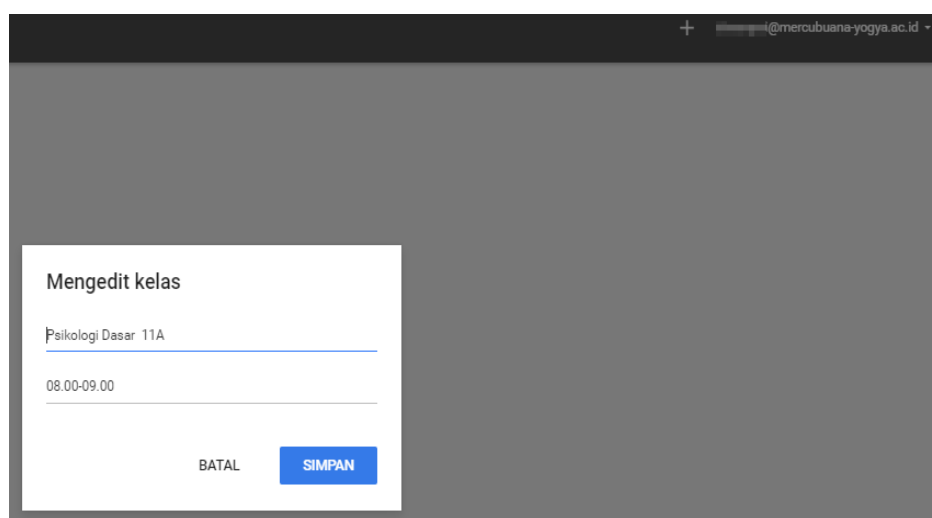 @mercubuana-yogya.ac.id
Mengedit kelas
Psikologi Dasar 11A
08.00-09.00
BATAL
SIMPAN